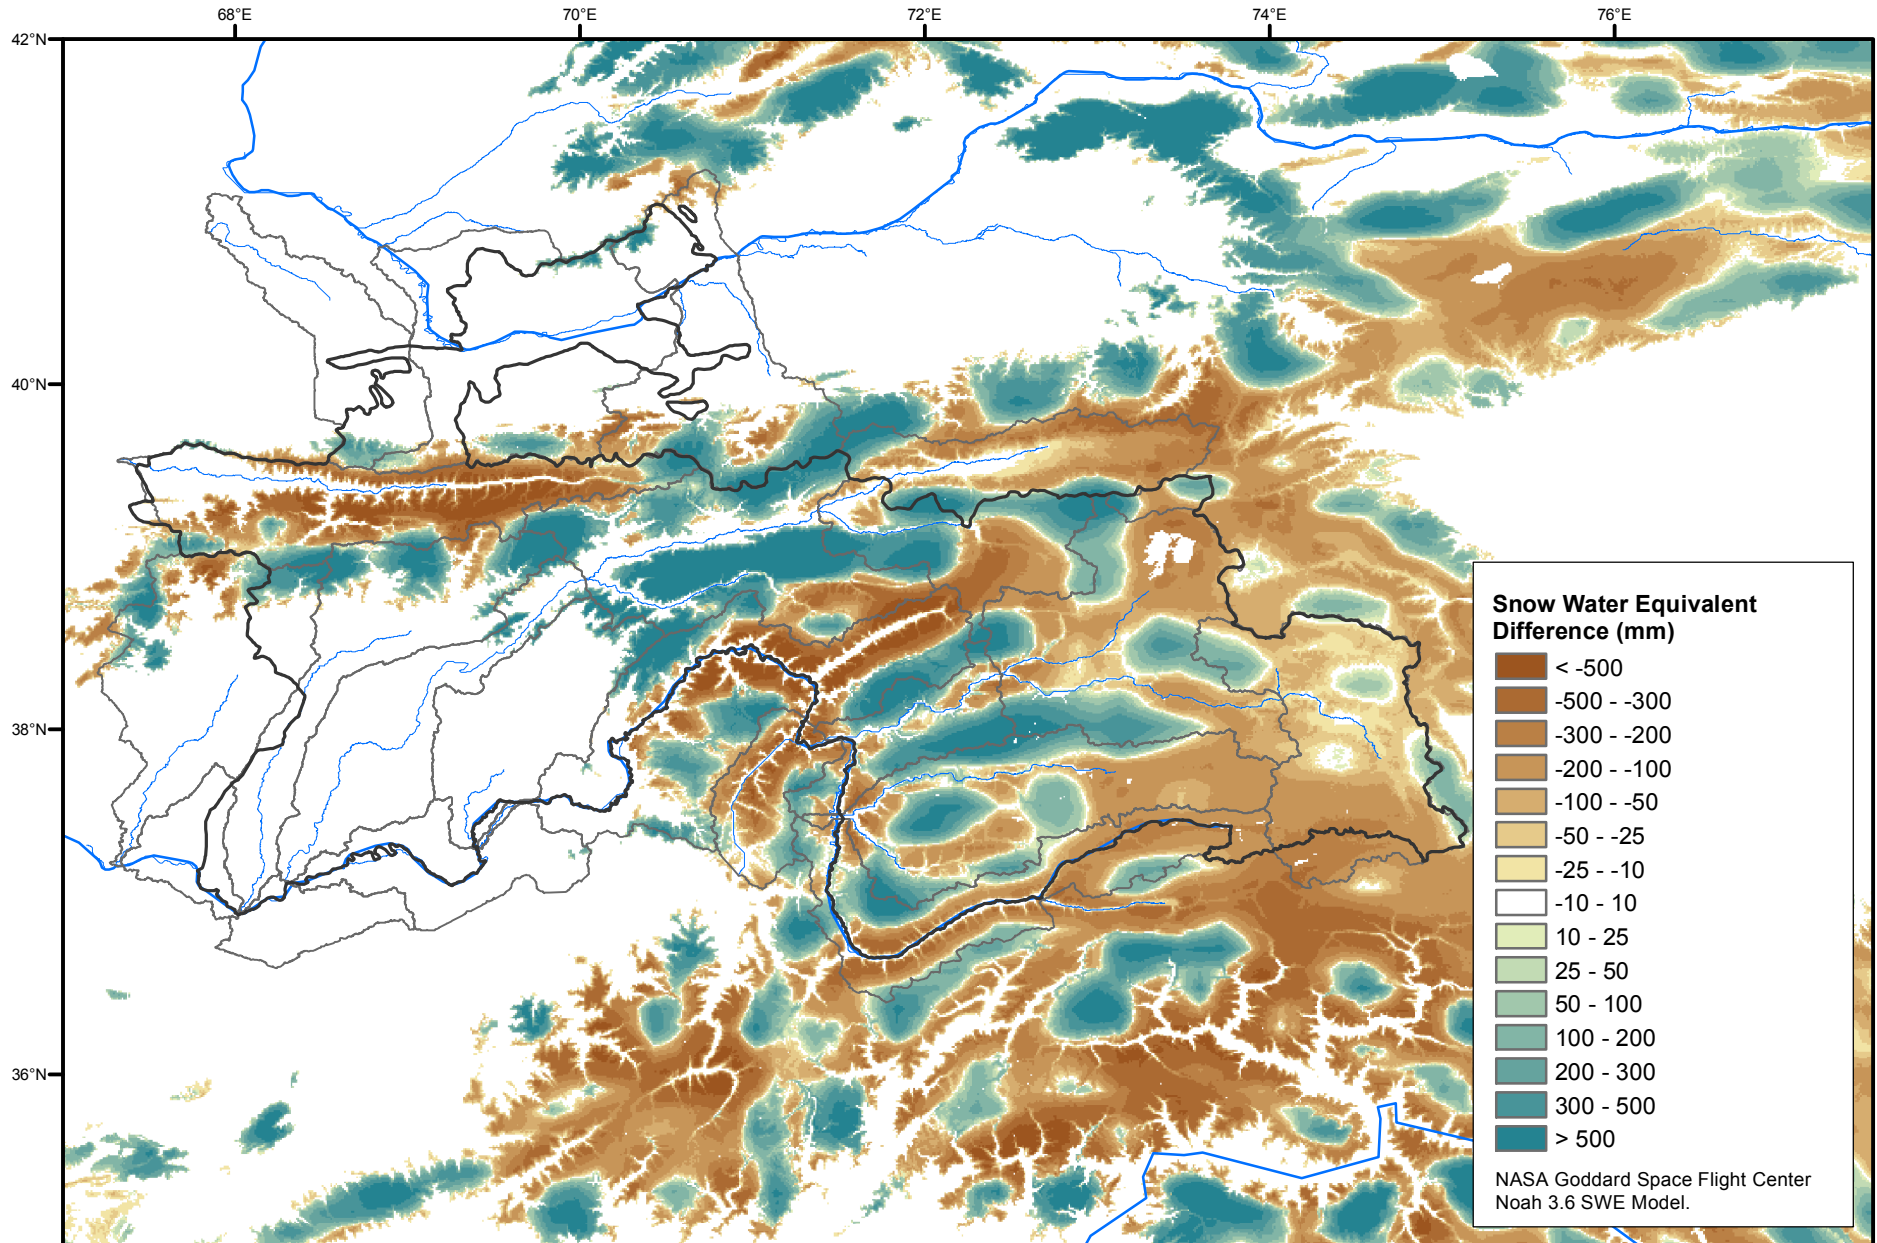 68°E
70°E
72°E
74°E
76°E
42°N
40°N
38°N
36°N
Snow Water Equivalent
Difference (mm)
< -500
-500 - -300
-300 - -200
-200 - -100
-100 - -50
-50 - -25
-25 - -10
-10 - 10
10 - 25
25 - 50
50 - 100
100 - 200
200 - 300
300 - 500
> 500
NASA Goddard Space Flight Center
Noah 3.6 SWE Model.